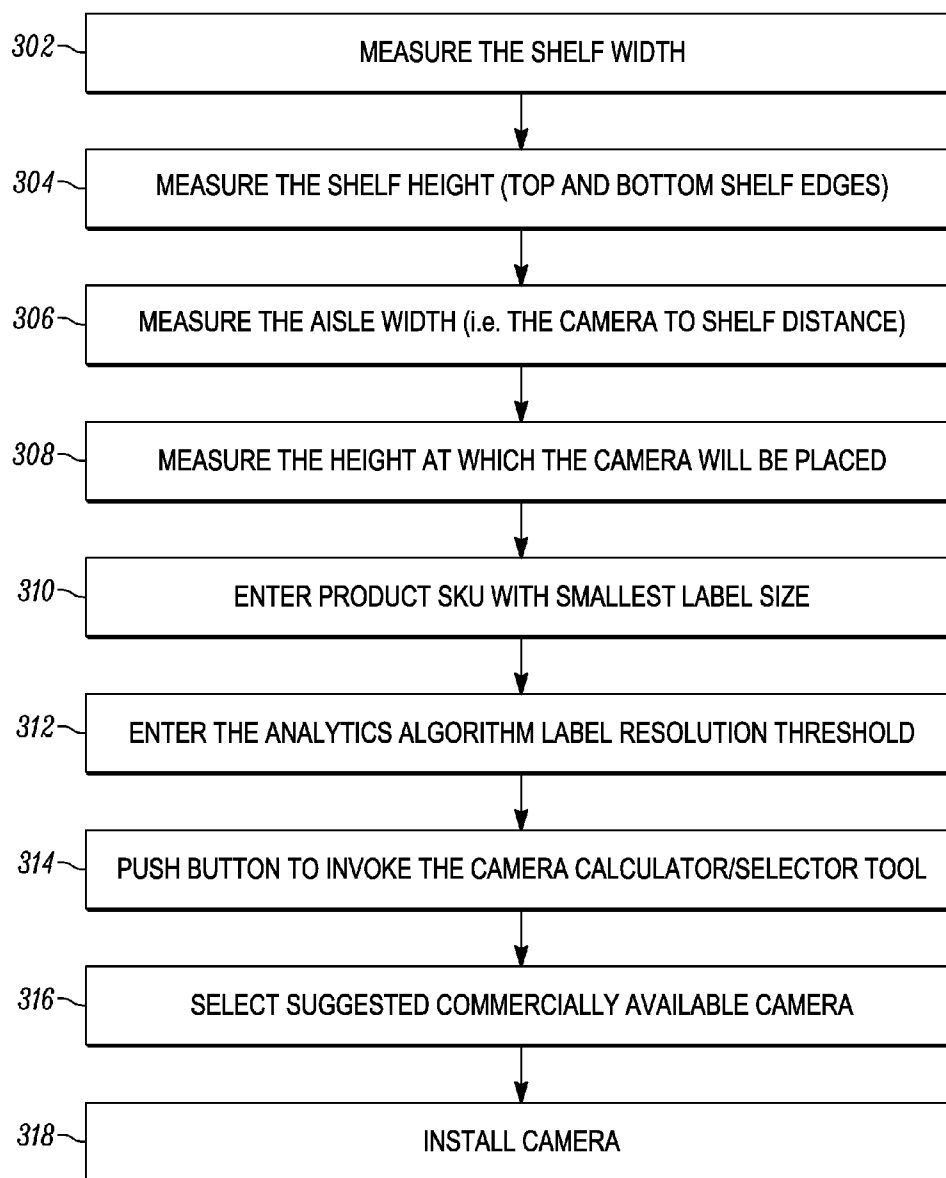 302 MEASURE THE SHELF WIDTH
304 MEASURE THE SHELF HEIGHT (TOP AND BOTTOM SHELF EDGES)
306 MEASURE THE AISLE WIDTH (i.e. THE CAMERA TO SHELF DISTANCE)
308 MEASURE THE HEIGHT AT WHICH THE CAMERA WILL BE PLACED
310 ENTER PRODUCT SKU WITH SMALLEST LABEL SIZE
312 ENTER THE ANALYTICS ALGORITHM LABEL RESOLUTION THRESHOLD
314 PUSH BUTTON TO INVOKE THE CAMERA CALCULATOR/SELECTOR TOOL
316 SELECT SUGGESTED COMMERCIALLY AVAILABLE CAMERA
318 INSTALL CAMERA